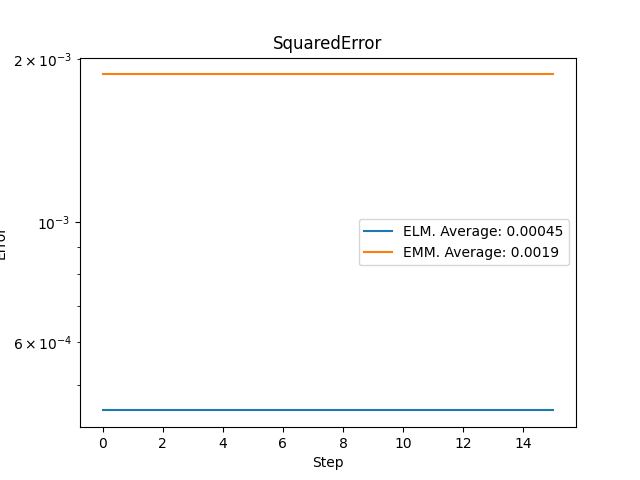 SquaredError
2 × 10⁻³
10⁻³
6 × 10⁻⁴
Error
ELM. Average: 0.00045
EMM. Average: 0.0019
0 2 4 6 8 10 12 14
Step